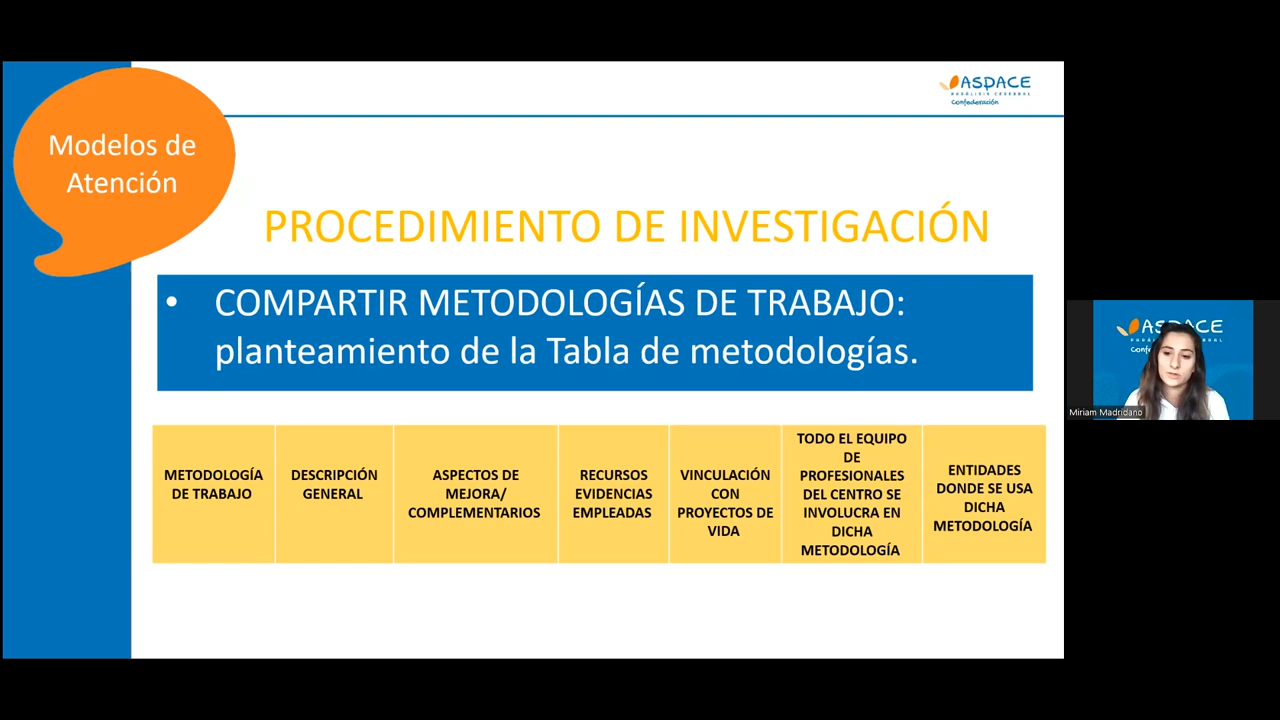 Modelos de
Atención
ASPACE
PARÁLISIS CEREBRAL
Confederación
PROCEDIMIENTO DE INVESTIGACIÓN
• COMPARTIR METODOLOGÍAS DE TRABAJO:
planteamiento de la Tabla de metodologías.
METODOLOGÍA
DE TRABAJO
DESCRIPCIÓN
GENERAL
ASPECTOS DE
MEJORA/
COMPLEMENTARIOS
RECURSOS
EVIDENCIAS
EMPLEADAS
VINCULACIÓN
CON
PROYECTOS DE
VIDA
TODO EL EQUIPO
DE
PROFESIONALES
DEL CENTRO SE
INVOLUCRA EN
DICHA
METODOLOGÍA
ENTIDADES
DONDE SE USA
DICHA
METODOLOGÍA
ASPACE
Miriam Madridano